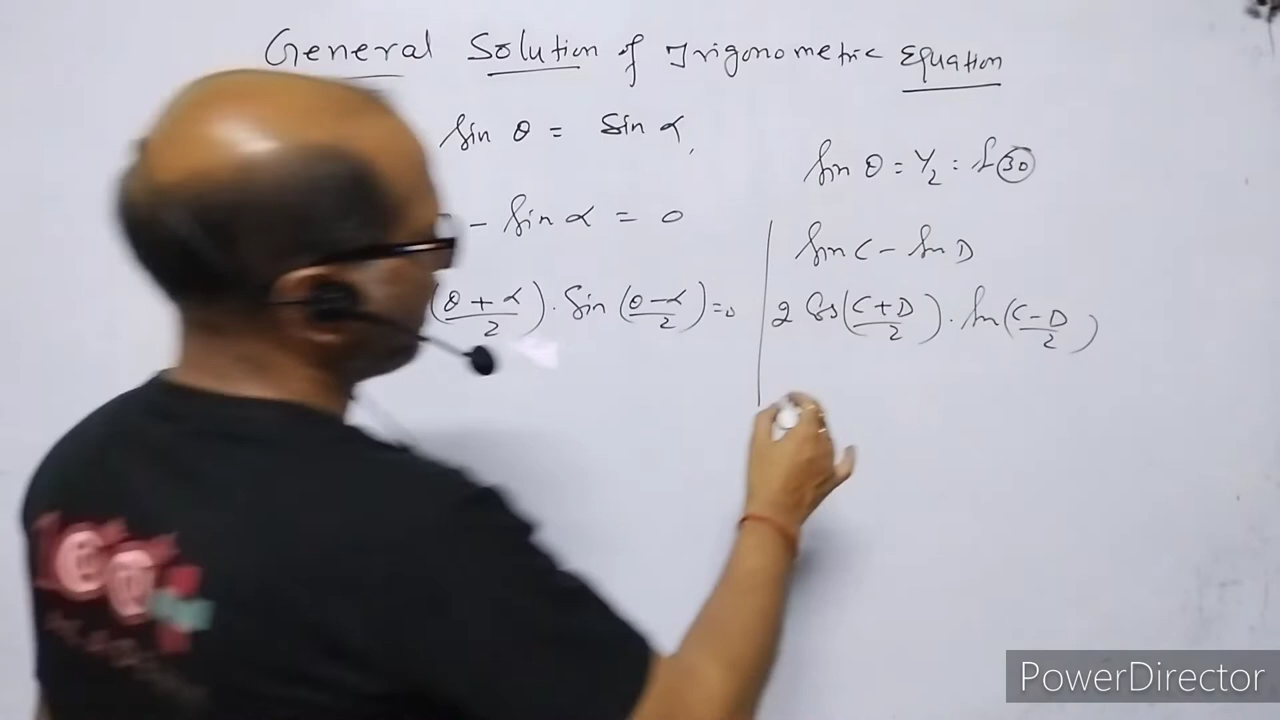 General Solution of Trigonometric Equation
Sin θ = Sin α,
- Sin α = 0
(θ + α / 2) . Sin (θ - α / 2) = 0
Sin θ = 1/2 = S 30
Sin C - Sin D
2 Cos (C + D / 2) . Sin (C - D / 2)
PowerDirector